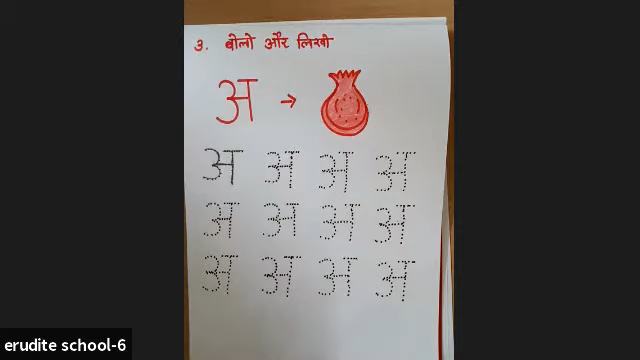 ३. बोलो और लिखो
अ →
अ अ अ अ
अ अ अ अ
अ अ अ अ
erudite school-6